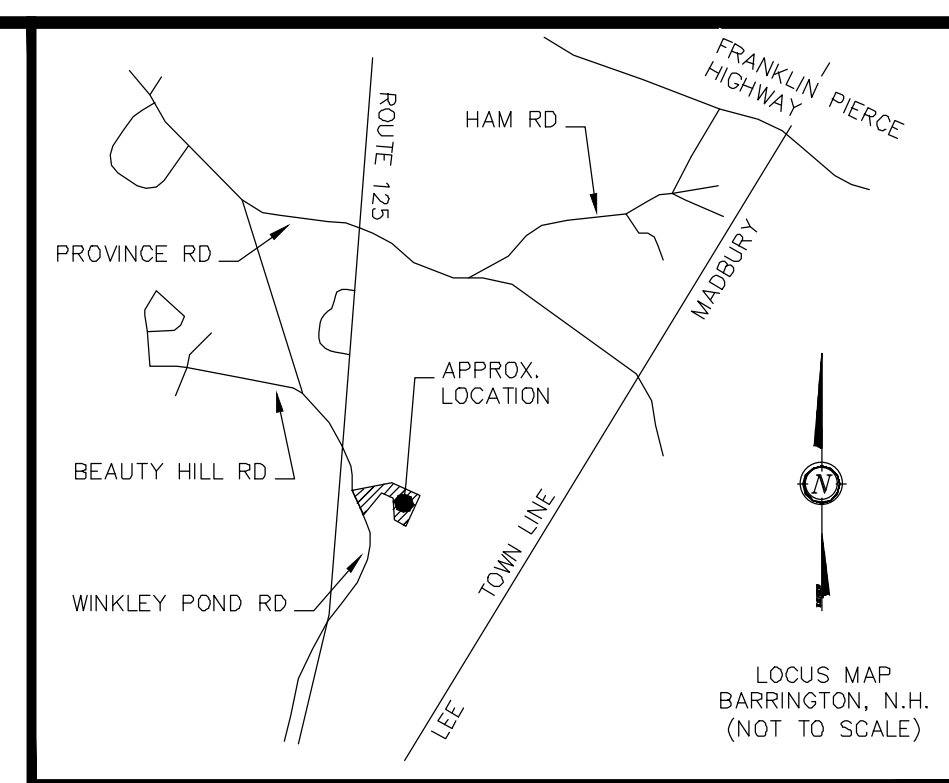 FRANKLIN PIERCE
HIGHWAY
ROUTE 125
HAM RD
PROVINCE RD
MADBURY
APPROX.
LOCATION
BEAUTY HILL RD
N
TOWN LINE
WINKLEY POND RD
LEE
LOCUS MAP
BARRINGTON, N.H.
(NOT TO SCALE)